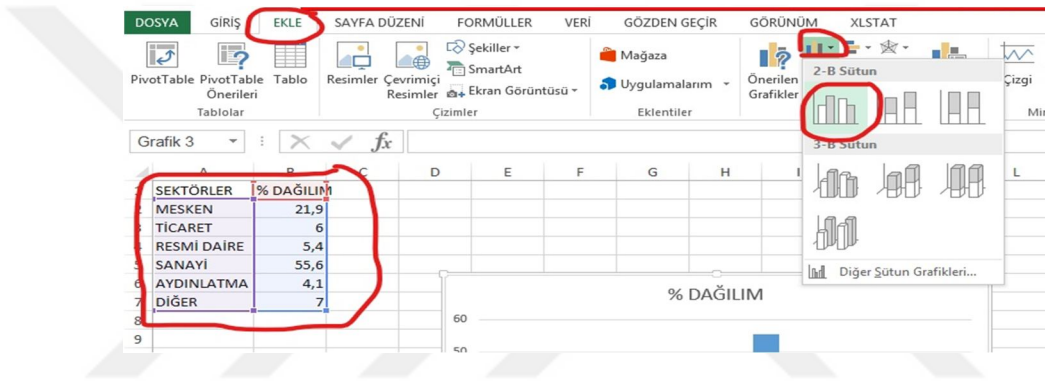 DOSYA GİRİŞ EKLE SAYFA DÜZENİ FORMÜLLER VERİ GÖZDEN GEÇİR GÖRÜNÜM XLSTAT
PivotTable PivotTable Önerileri Tablo
Tablolar
Resimler Çevrimiçi Resimler
Şekiller
SmartArt
Ekran Görüntüsü
Çizimler
Mağaza
Uygulamalarım
Eklentiler
Önerilen Grafikler
Çizgi
2-B Sütun
3-B Sütun
Diğer Sütun Grafikleri...
Grafik 3 fx
D E F G H I L
SEKTÖRLER % DAĞILIM
MESKEN 21,9
TİCARET 6
RESMİ DAİRE 5,4
SANAYİ 55,6
AYDINLATMA 4,1
7 DİĞER 7
8
9
% DAĞILIM
60
50